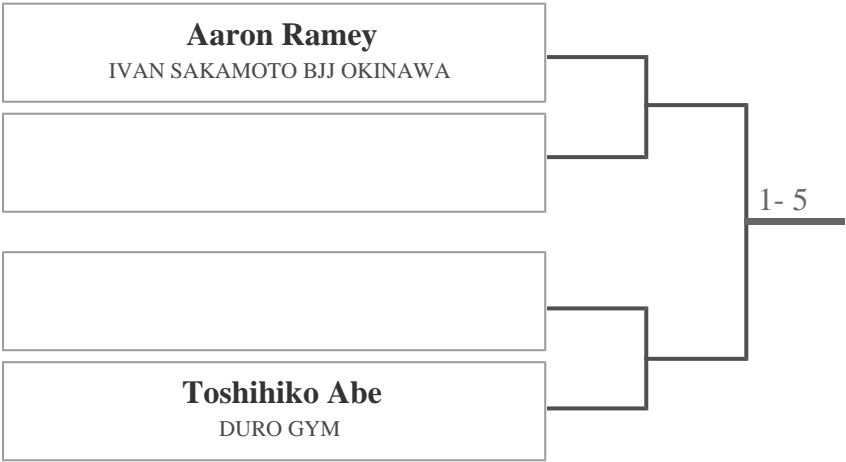 Aaron Ramey
IVAN SAKAMOTO BJJ OKINAWA
1- 5
Toshihiko Abe
DURO GYM